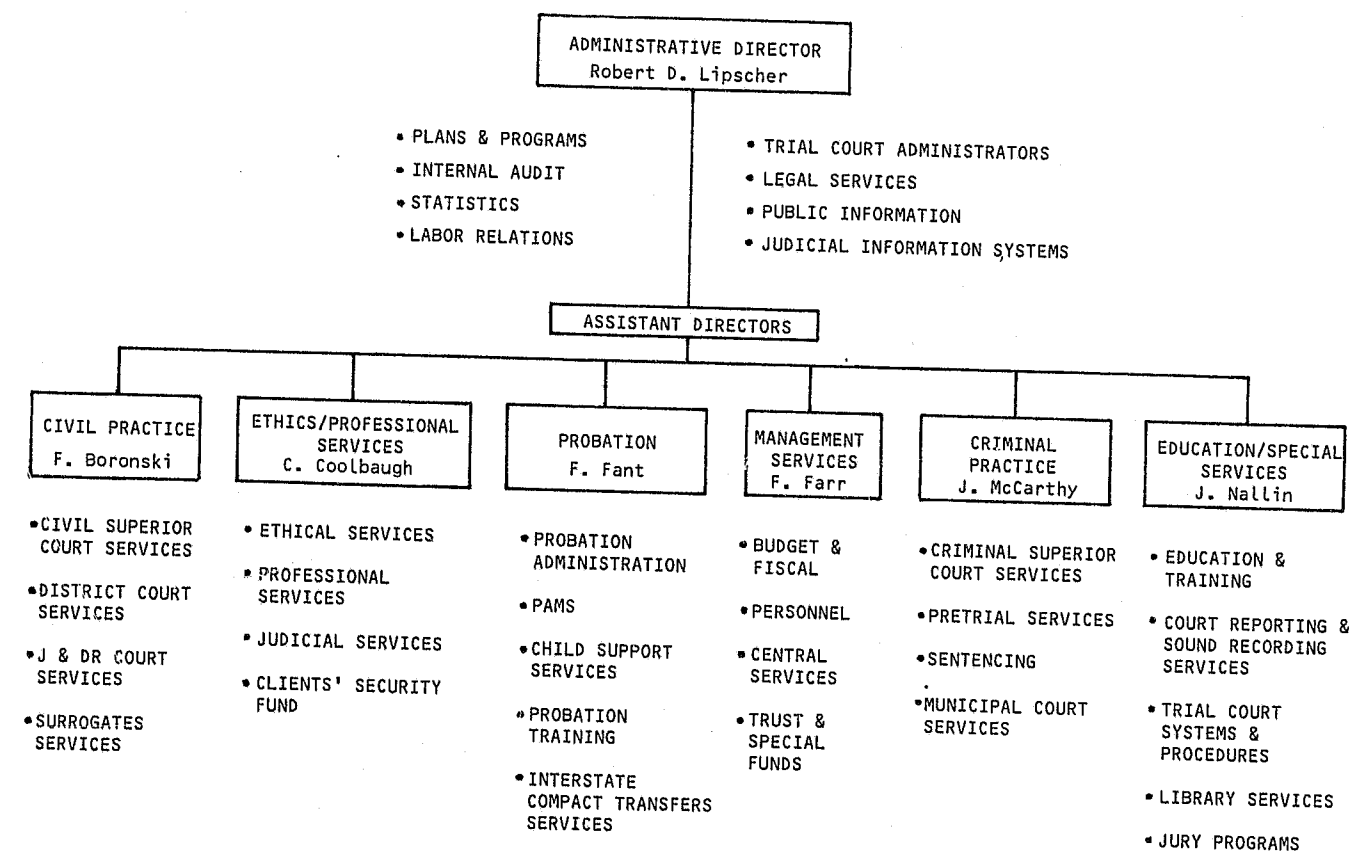 ADMINISTRATIVE DIRECTOR
Robert D. Lipscher
• PLANS & PROGRAMS
• INTERNAL AUDIT
• STATISTICS
• LABOR RELATIONS
• TRIAL COURT ADMINISTRATORS
• LEGAL SERVICES
• PUBLIC INFORMATION
• JUDICIAL INFORMATION SYSTEMS
ASSISTANT DIRECTORS
CIVIL PRACTICE
F. Boronski
• CIVIL SUPERIOR
COURT SERVICES
• DISTRICT COURT
SERVICES
• J & DR COURT
SERVICES
• SURROGATES
SERVICES
ETHICS/PROFESSIONAL
SERVICES
C. Coolbaugh
• ETHICAL SERVICES
• PROFESSIONAL
SERVICES
• JUDICIAL SERVICES
• CLIENTS' SECURITY
FUND
PROBATION
F. Fant
• PROBATION
ADMINISTRATION
• PAMS
• CHILD SUPPORT
SERVICES
• PROBATION
TRAINING
• INTERSTATE
COMPACT TRANSFERS
SERVICES
MANAGEMENT
SERVICES
F. Farr
• BUDGET &
FISCAL
• PERSONNEL
• CENTRAL
SERVICES
• TRUST &
SPECIAL
FUNDS
CRIMINAL
PRACTICE
J. McCarthy
• CRIMINAL SUPERIOR
COURT SERVICES
• PRETRIAL SERVICES
• SENTENCING
• MUNICIPAL COURT
SERVICES
EDUCATION/SPECIAL
SERVICES
J. Nallin
• EDUCATION &
TRAINING
• COURT REPORTING &
SOUND RECORDING
SERVICES
• TRIAL COURT
SYSTEMS &
PROCEDURES
• LIBRARY SERVICES
• JURY PROGRAMS